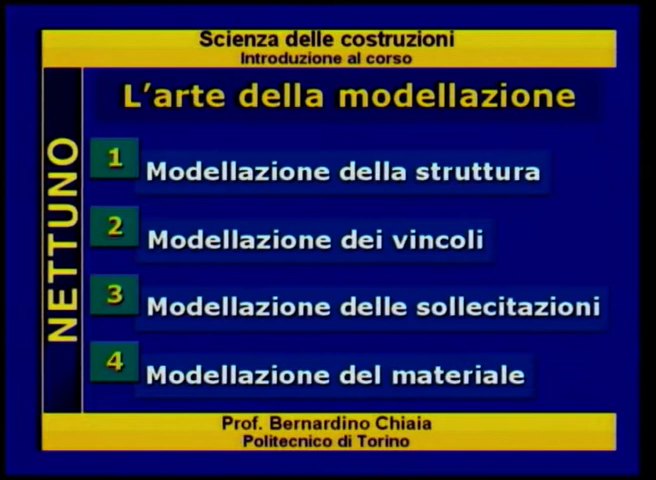 Scienza delle costruzioni
Introduzione al corso
NETTUNO
L'arte della modellazione
1 Modellazione della struttura
2 Modellazione dei vincoli
3 Modellazione delle sollecitazioni
4 Modellazione del materiale
Prof. Bernardino Chiaia
Politecnico di Torino